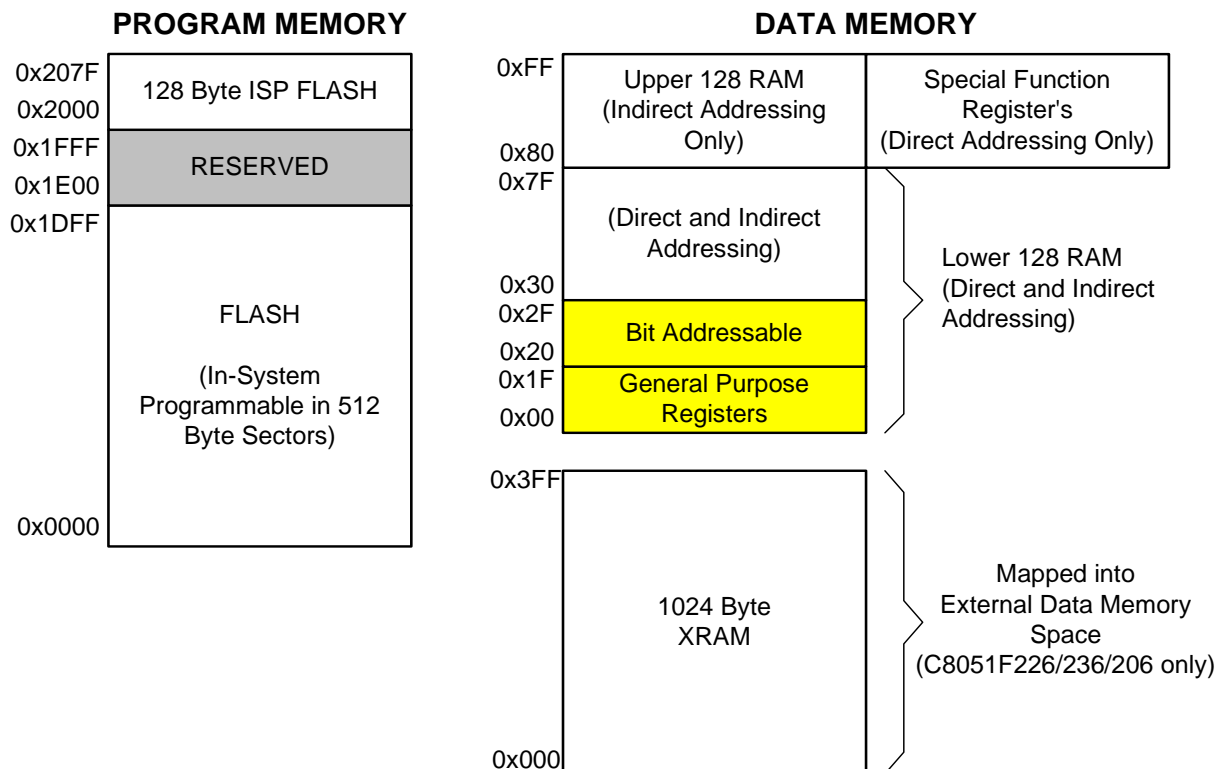 PROGRAM MEMORY
0x207F
128 Byte ISP FLASH
0x2000
0x1FFF
RESERVED
0x1E00
0x1DFF
FLASH
(In-System
Programmable in 512
Byte Sectors)
0x0000
DATA MEMORY
0xFF
Upper 128 RAM
(Indirect Addressing
Only)
0x80
Special Function
Register's
(Direct Addressing Only)
0x7F
(Direct and Indirect
Addressing)
0x30
0x2F
Bit Addressable
0x20
0x1F
General Purpose
Registers
0x00
Lower 128 RAM
(Direct and Indirect
Addressing)
0x3FF
1024 Byte
XRAM
0x000
Mapped into
External Data Memory
Space
(C8051F226/236/206 only)